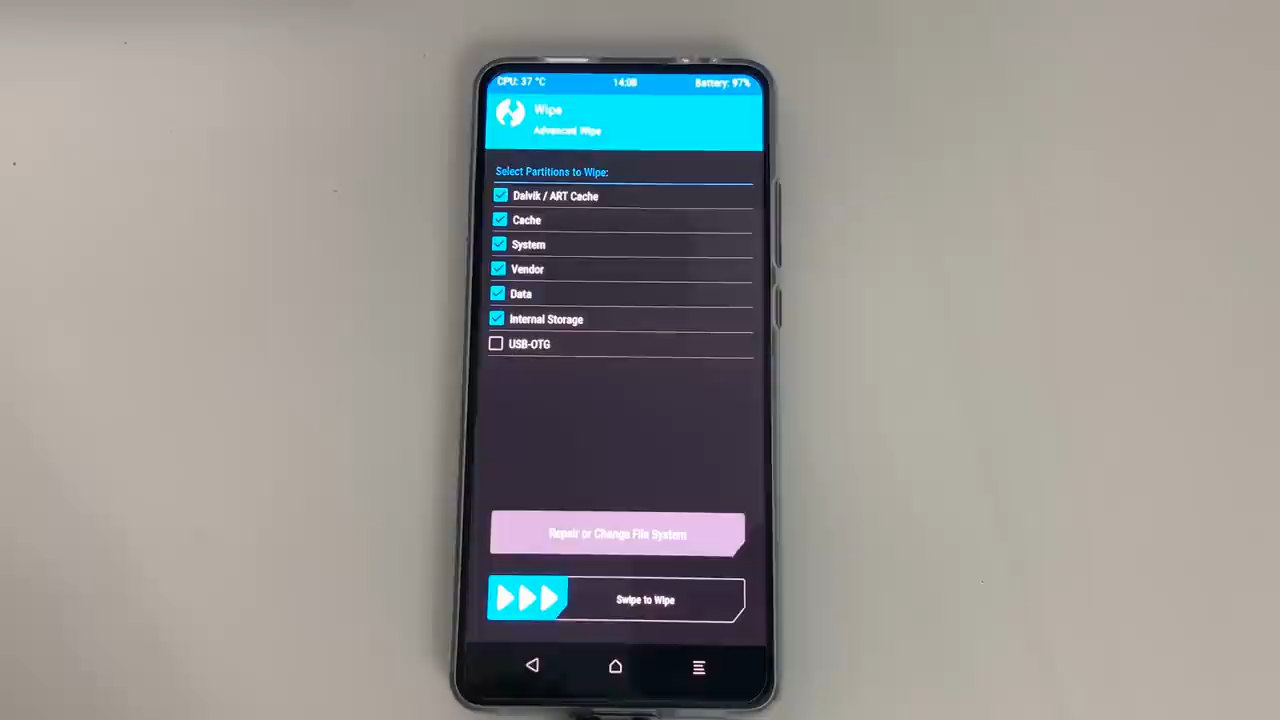 CPU: 37 °C 14:08 Battery: 97%
Wipe
Advanced Wipe
Select Partitions to Wipe:
Dalvik / ART Cache
Cache
System
Vendor
Data
Internal Storage
USB-OTG
Repair or Change File System
Swipe to Wipe